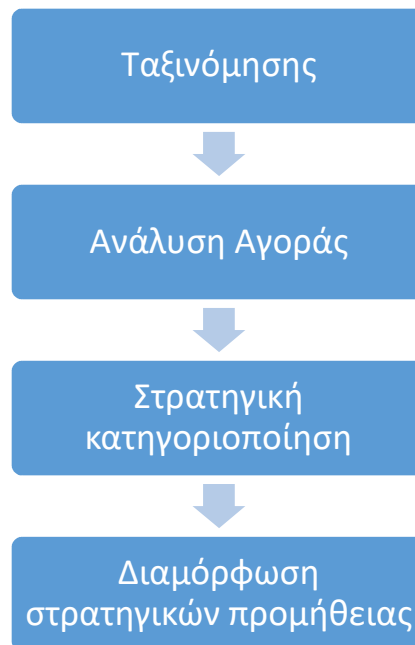 Ταξινόμησης
Ανάλυση Αγοράς
Στρατηγική
κατηγοριοποίηση
Διαμόρφωση
στρατηγικών προμήθειας